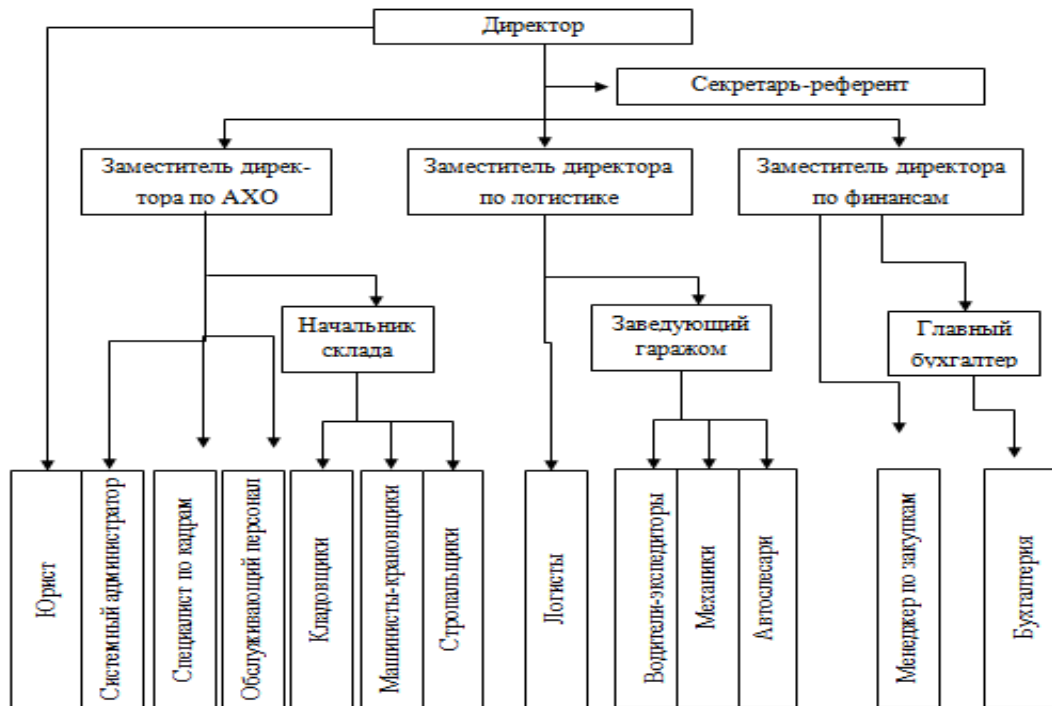 Директор
Секретарь-референт
Заместитель дирек-
тора по АХО
Заместитель директора
по логистике
Заместитель директора
по финансам
Начальник
склада
Заведующий
гаражом
Главный
бухгалтер
Юрист
Системный администратор
Специалист по кадрам
Обслуживающий персонал
Кладовщики
Машинисты-крановщики
Стропальщики
Логисты
Водители-экспедиторы
Механики
Автослесари
Менеджер по закупкам
Бухгалтерия